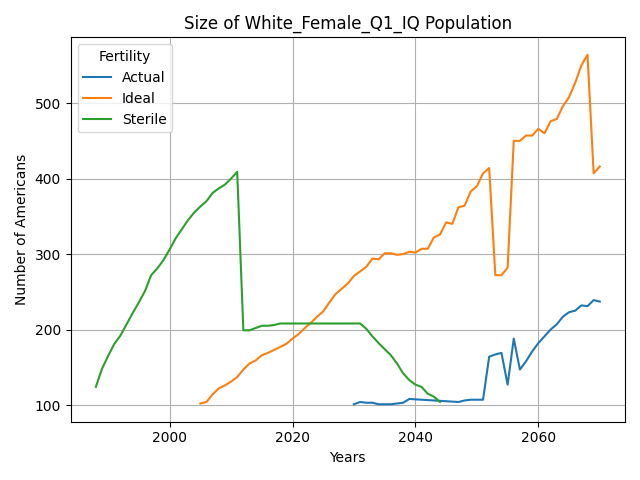 Size of White_Female_Q1_IQ Population
Fertility
Actual
Ideal
Sterile
Number of Americans
500
400
300
200
100
2000
2020
2040
2060
Years